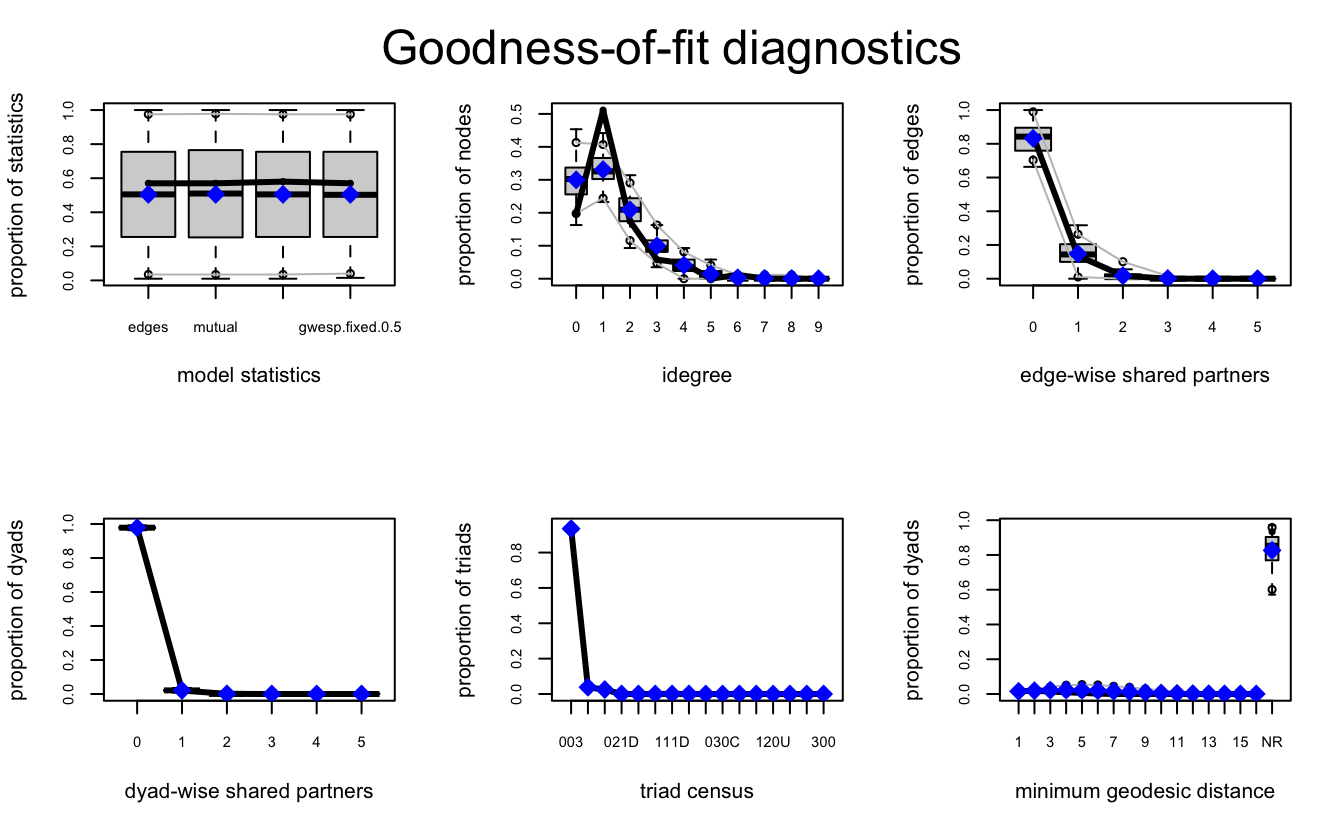 Goodness-of-fit diagnostics
proportion of statistics
0.0 0.2 0.4 0.6 0.8 1.0
edges mutual gwesp.fixed.0.5
model statistics
proportion of nodes
0.0 0.1 0.2 0.3 0.4 0.5
0 1 2 3 4 5 6 7 8 9
idegree
proportion of edges
0.0 0.2 0.4 0.6 0.8 1.0
0 1 2 3 4 5
edge-wise shared partners
proportion of dyads
0.0 0.2 0.4 0.6 0.8 1.0
0 1 2 3 4 5
dyad-wise shared partners
proportion of triads
0.0 0.2 0.4 0.6 0.8
003 021D 111D 030C 120U 300
triad census
proportion of dyads
0.0 0.2 0.4 0.6 0.8 1.0
1 3 5 7 9 11 13 15 NR
minimum geodesic distance